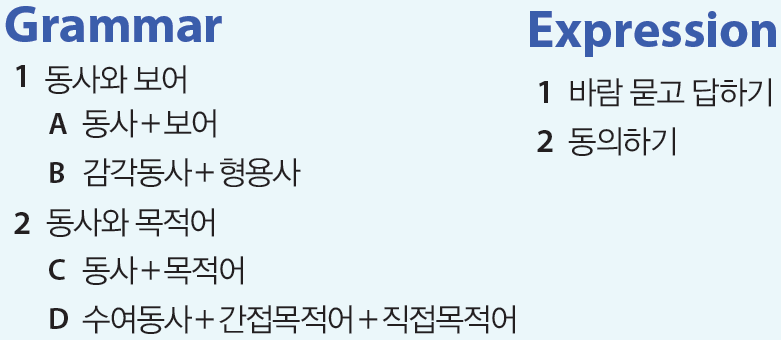 Grammar
1 동사와 보어
A 동사+보어
B 감각동사+형용사
2 동사와 목적어
C 동사+목적어
D 수여동사+간접목적어+직접목적어
Expression
1 바람 묻고 답하기
2 동의하기